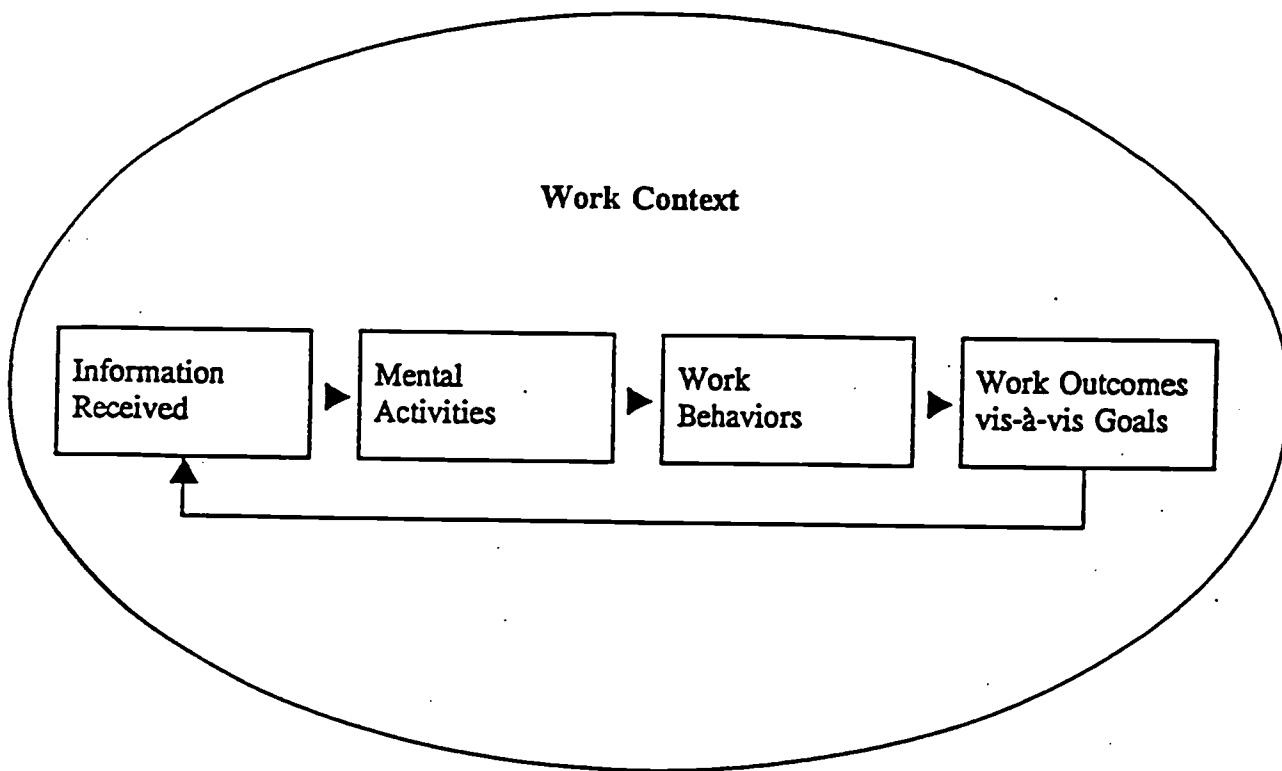 Work Context
Information
Received
Mental
Activities
Work
Behaviors
Work Outcomes
vis-à-vis Goals